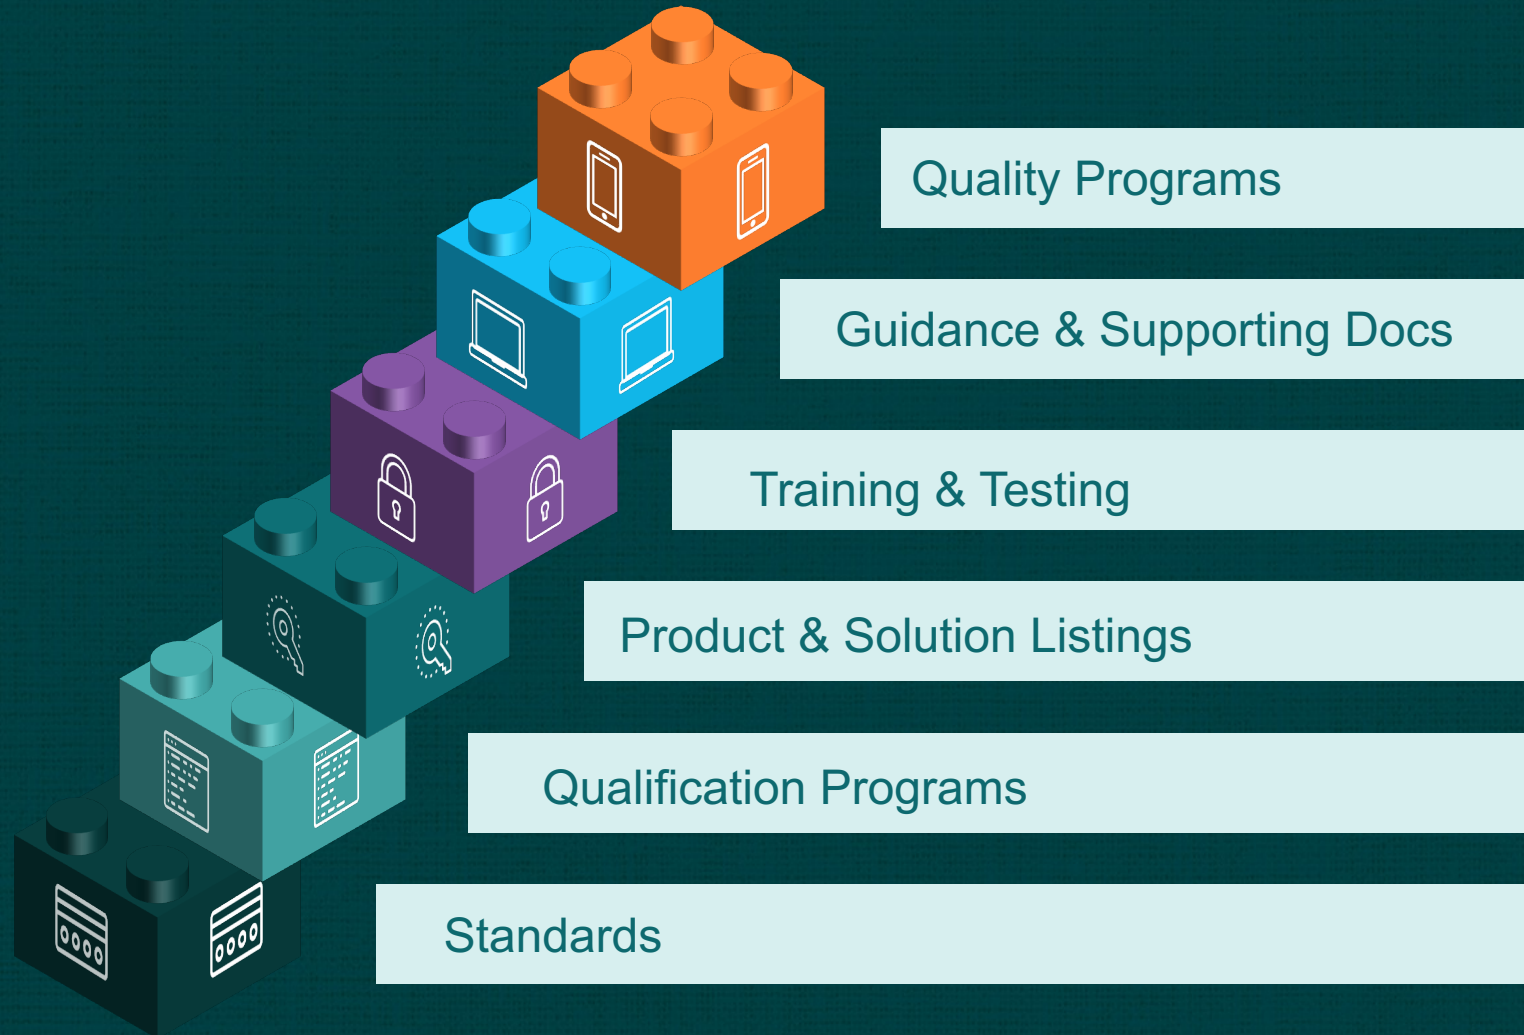 Quality Programs
Guidance & Supporting Docs
Training & Testing
Product & Solution Listings
Qualification Programs
Standards